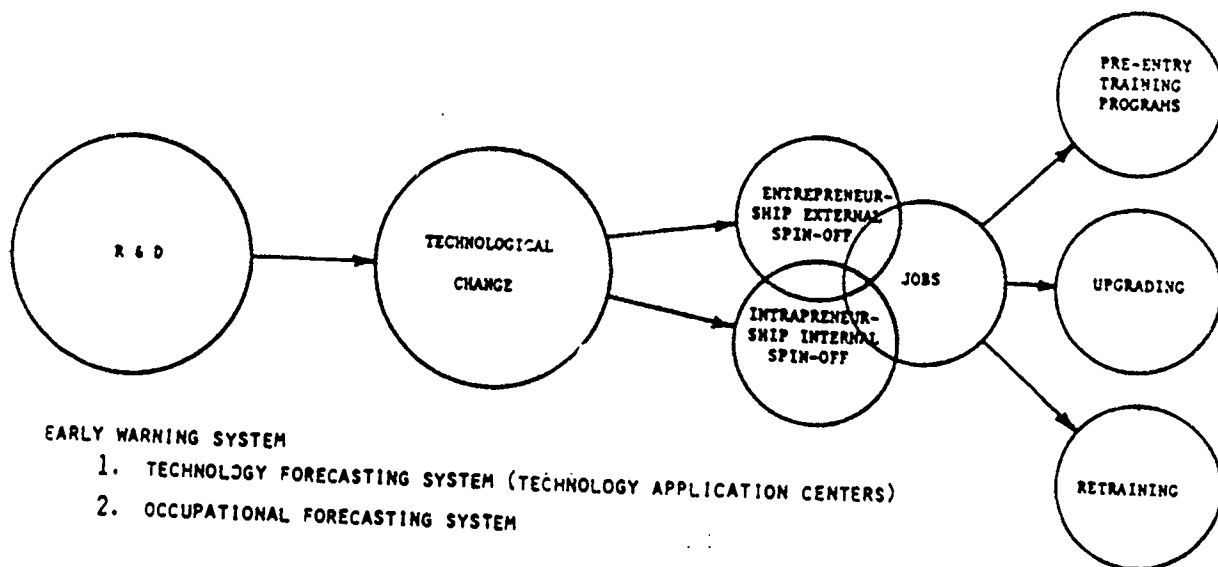 R & D
TECHNOLOGICAL
CHANGE
ENTREPRENEUR-
SHIP EXTERNAL
SPIN-OFF
INTRAPRENEUR-
SHIP INTERNAL
SPIN-OFF
JOBS
PRE-ENTRY
TRAINING
PROGRAMS
UPGRADING
RETRAINING
EARLY WARNING SYSTEM
1. TECHNOLOGY FORECASTING SYSTEM (TECHNOLOGY APPLICATION CENTERS)
2. OCCUPATIONAL FORECASTING SYSTEM